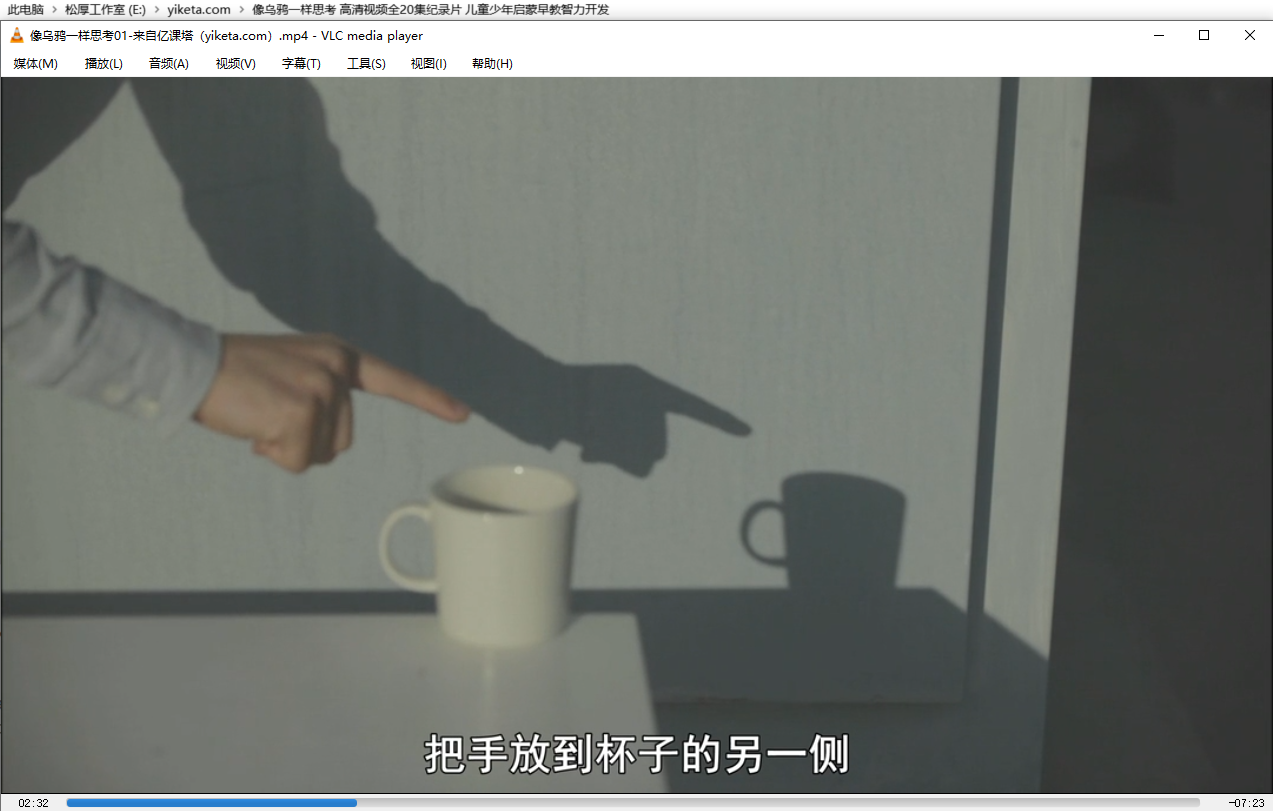 此电脑 > 松厚工作室 (E:) > yiketa.com > 像乌鸦一样思考 高清视频全20集纪录片 儿童少年启蒙早教智力开发
像乌鸦一样思考01-来自亿课塔（yiketa.com）.mp4 - VLC media player
媒体(M) 播放(L) 音频(A) 视频(V) 字幕(T) 工具(S) 视图(I) 帮助(H)
把手放到杯子的另一侧
02:32 -07:23